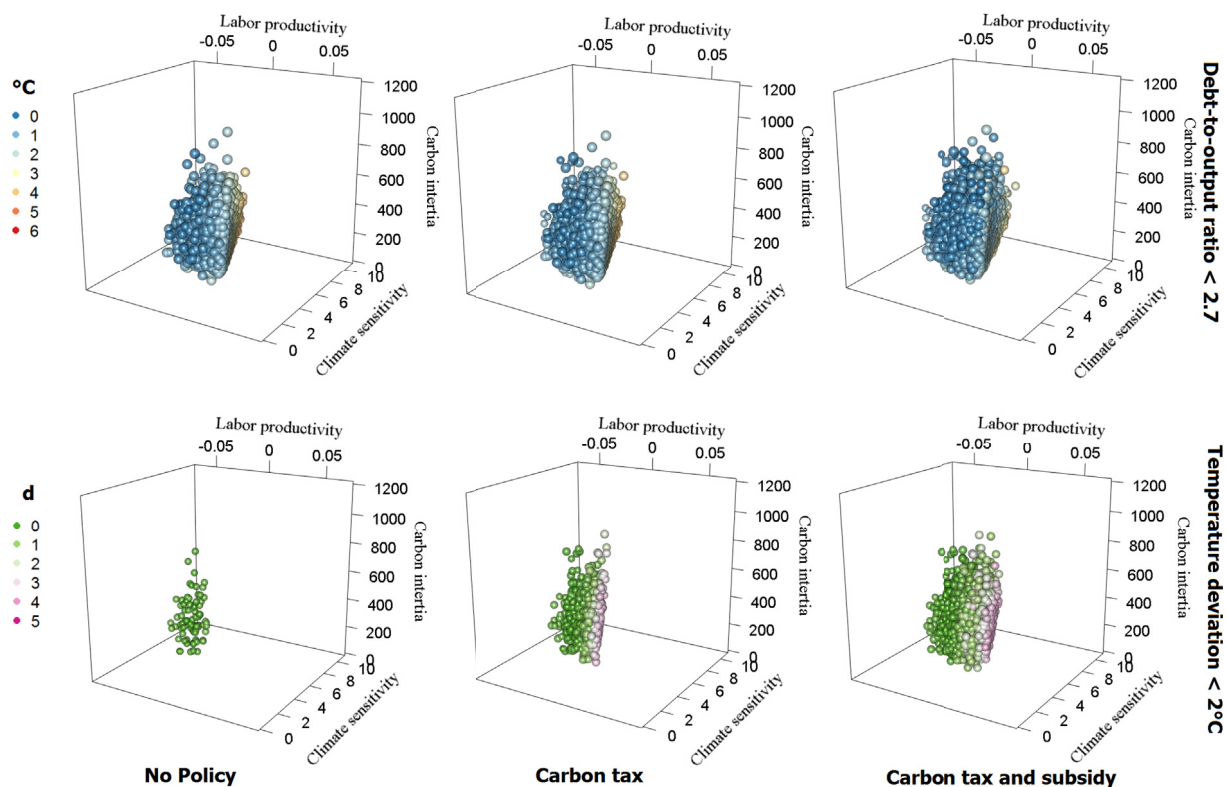 Labor productivity
-0.05 0 0.05
Labor productivity
-0.05 0 0.05
Labor productivity
-0.05 0 0.05
°C
0
1
2
3
4
5
6
1200
1000
800
600
400
200
0
Carbon intertia
10
8
6
4
2
0
Climate sensitivity
1200
1000
800
600
400
200
0
Carbon intertia
10
8
6
4
2
0
Climate sensitivity
1200
1000
800
600
400
200
0
Carbon intertia
10
8
6
4
2
0
Climate sensitivity
Debt-to-output ratio < 2.7
Labor productivity
-0.05 0 0.05
Labor productivity
-0.05 0 0.05
Labor productivity
-0.05 0 0.05
d
0
1
2
3
4
5
1200
1000
800
600
400
200
0
Carbon intertia
10
8
6
4
2
0
Climate sensitivity
1200
1000
800
600
400
200
0
Carbon intertia
10
8
6
4
2
0
Climate sensitivity
1200
1000
800
600
400
200
0
Carbon intertia
10
8
6
4
2
0
Climate sensitivity
Temperature deviation < 2°C
No Policy
Carbon tax
Carbon tax and subsidy